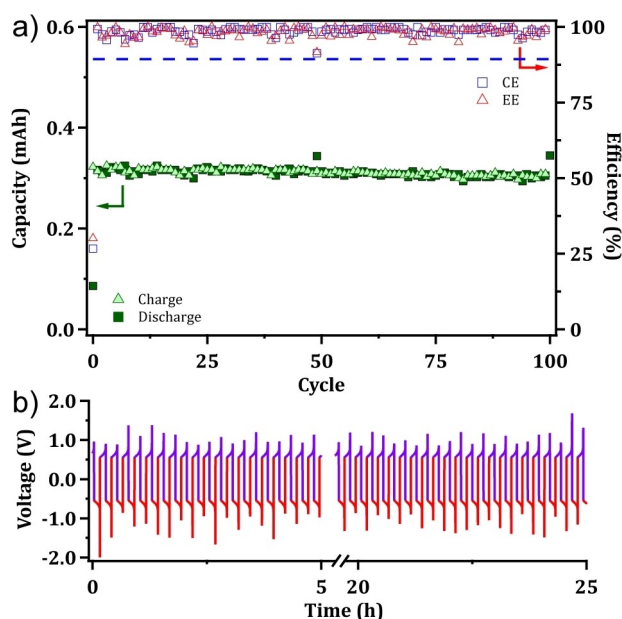 a)
0.6
0.4
0.2
0.0
Capacity (mAh)
100
75
50
25
0
Efficiency (%)
CE
EE
Charge
Discharge
0
25
50
75
100
Cycle
b)
2.0
1.0
0.0
-1.0
-2.0
Voltage (V)
0
5
20
25
Time (h)